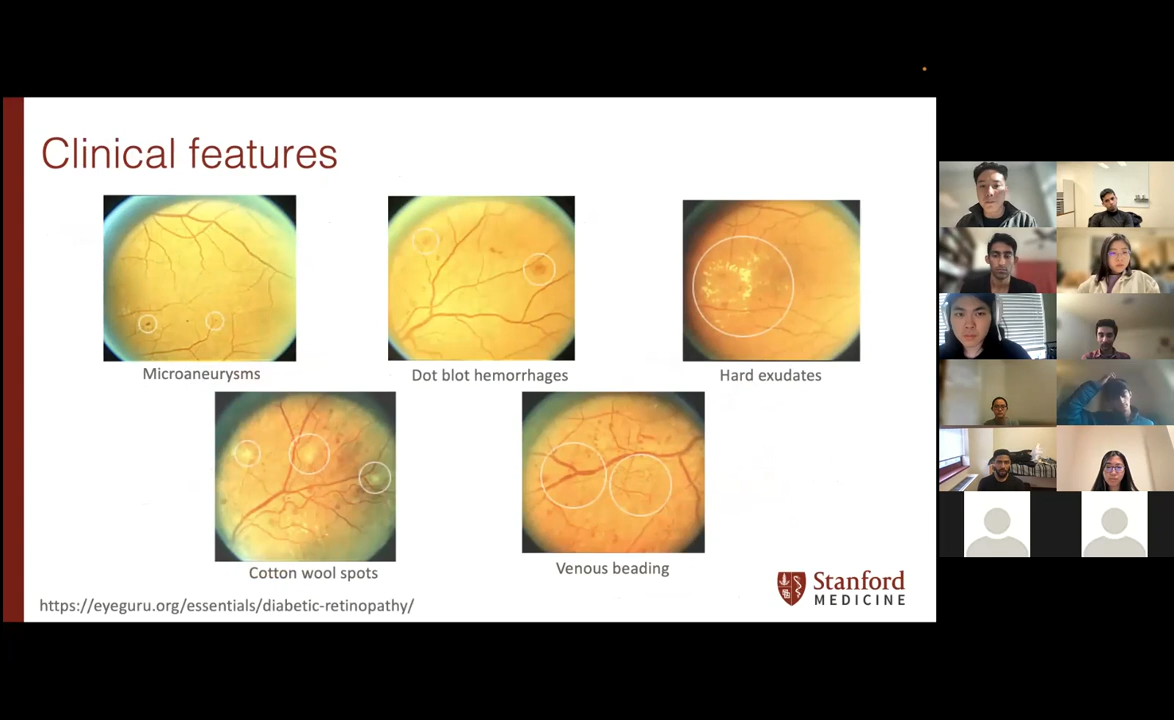 Clinical features
Microaneurysms
Dot blot hemorrhages
Hard exudates
Cotton wool spots
Venous beading
https://eyeguru.org/essentials/diabetic-retinopathy/
Stanford
MEDICINE